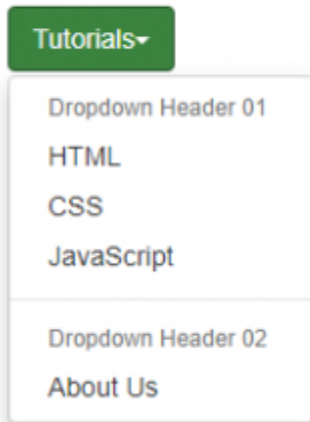 Tutorials
Dropdown Header 01
HTML
CSS
JavaScript
Dropdown Header 02
About Us